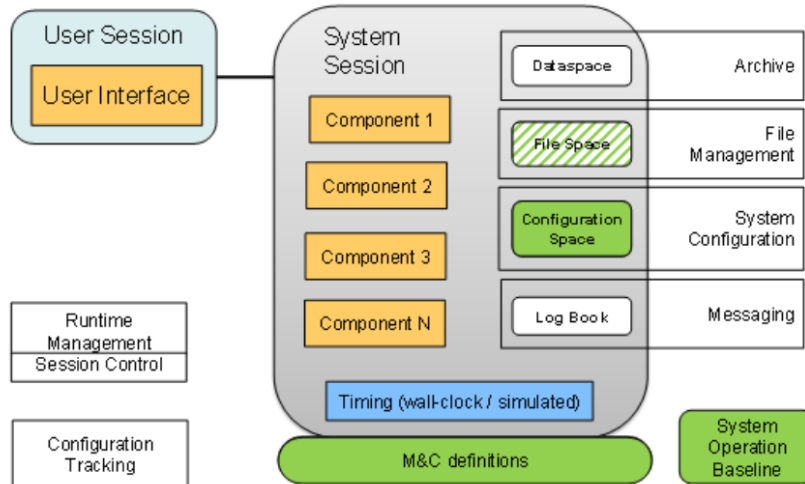 User Session
User Interface
System
Session
Component 1
Component 2
Component 3
Component N
Timing (wall-clock / simulated)
M&C definitions
Dataspace
Archive
File Space
File
Management
Configuration
Space
System
Configuration
Log Book
Messaging
Runtime
Management
Session Control
Configuration
Tracking
System
Operation
Baseline